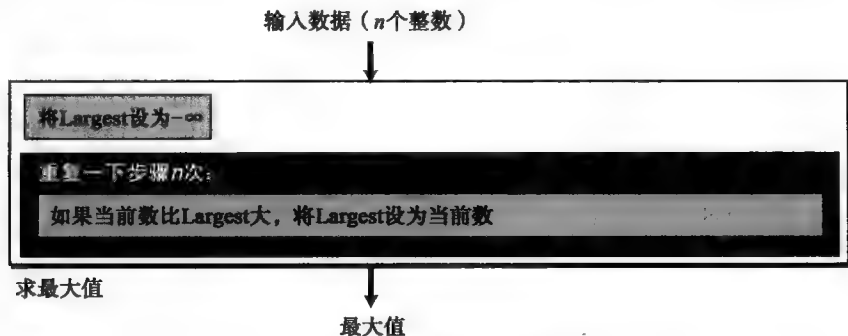 输入数据（n个整数）
将Largest设为-∞
重复一下步骤n次：
如果当前数比Largest大，将Largest设为当前数
求最大值
最大值